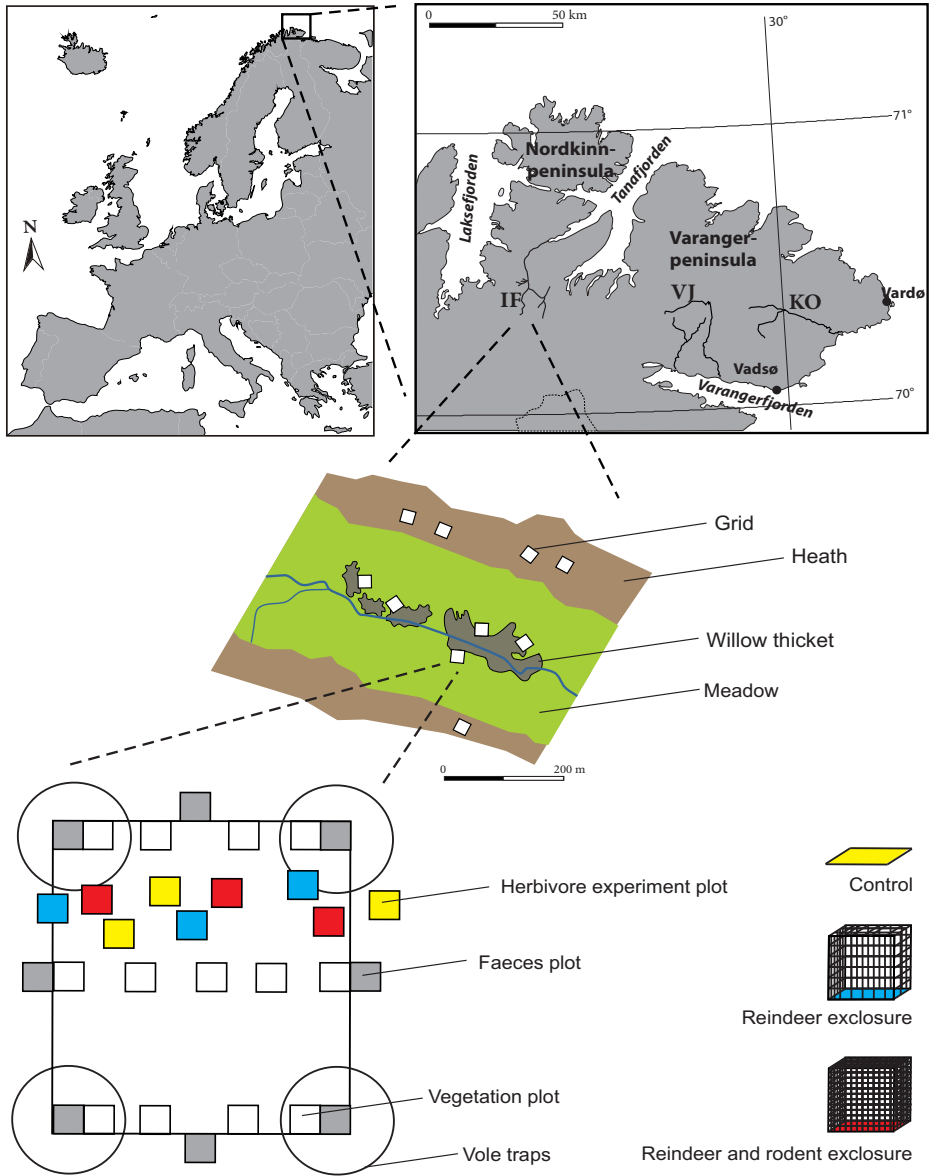 N
0
50 km
30°
71°
Nordkinn-
peninsula
Laksefjorden
Tanafjorden
Varanger-
peninsula
IF
VJ
KO
Vardø
Vadsø
Varangerfjorden
70°
Grid
Heath
Willow thicket
Meadow
0
200 m
Herbivore experiment plot
Control
Faeces plot
Reindeer exclosure
Vegetation plot
Vole traps
Reindeer and rodent exclosure